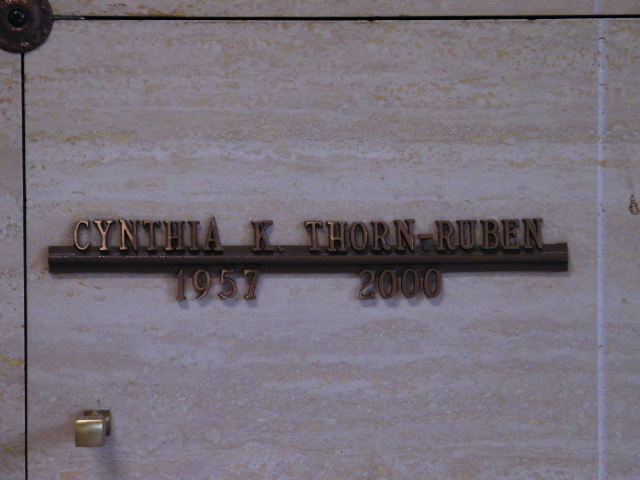 CYNTHIA K. THORN-RUBEN
1957 2000